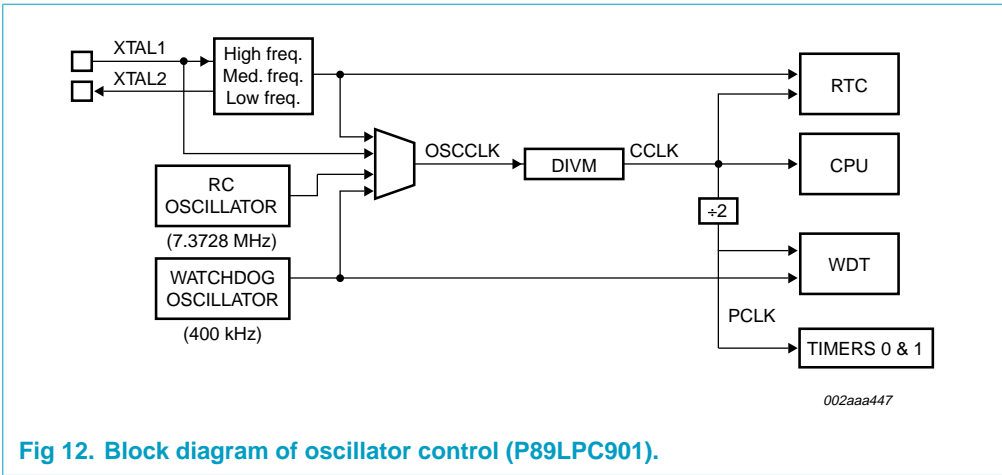 XTAL1
XTAL2
High freq.
Med. freq.
Low freq.
RTC
OSCCLK
DIVM
CCLK
CPU
RC
OSCILLATOR
(7.3728 MHz)
÷2
WATCHDOG
OSCILLATOR
(400 kHz)
WDT
PCLK
TIMERS 0 & 1
002aaa447
Fig 12. Block diagram of oscillator control (P89LPC901).